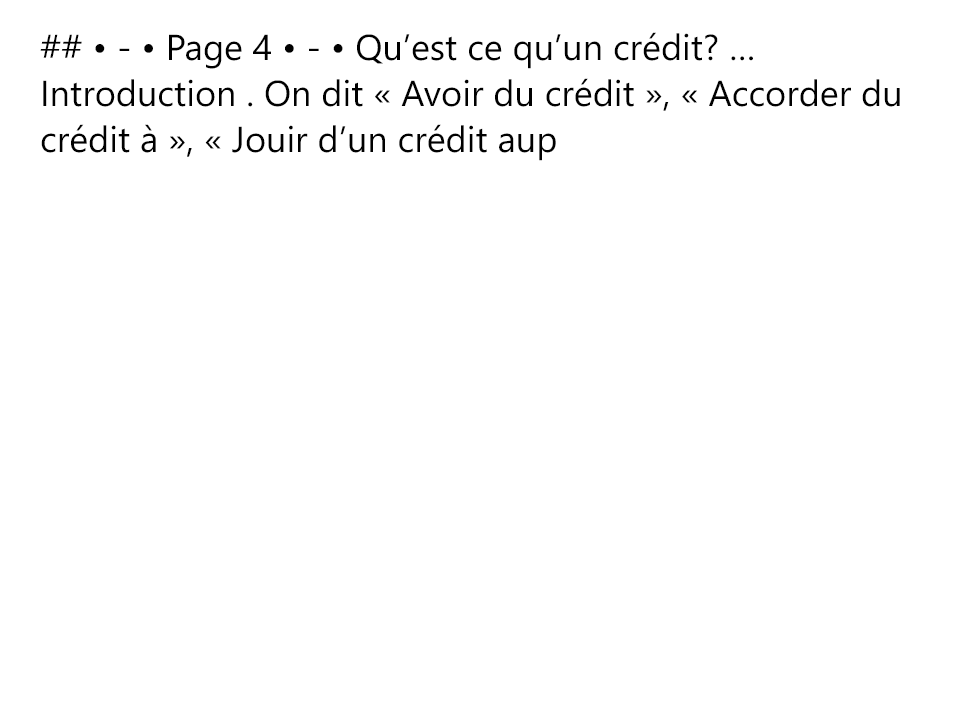 ## • - • Page 4 • - • Qu’est ce qu’un crédit? ...
Introduction . On dit « Avoir du crédit », « Accorder du
crédit à », « Jouir d’un crédit aup